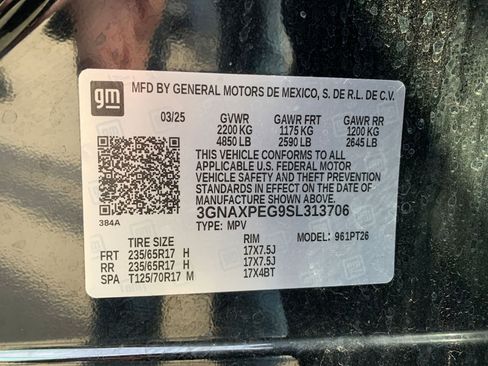 gm
MFD BY GENERAL MOTORS DE MEXICO, S. DE R.L. DE C.V.
03/25 GVWR GAWR FRT GAWR RR
2200 KG 1175 KG 1200 KG
4850 LB 2590 LB 2645 LB
THIS VEHICLE CONFORMS TO ALL
APPLICABLE U.S. FEDERAL MOTOR
VEHICLE SAFETY AND THEFT PREVENTION
STANDARDS IN EFFECT ON THE DATE OF
MANUFACTURE SHOWN ABOVE.
3GNAXPEG9SL313706
384A TYPE: MPV
TIRE SIZE RIM MODEL: 961PT26
FRT 235/65R17 H 17X7.5J
RR 235/65R17 H 17X7.5J
SPA T125/70R17 M 17X4BT